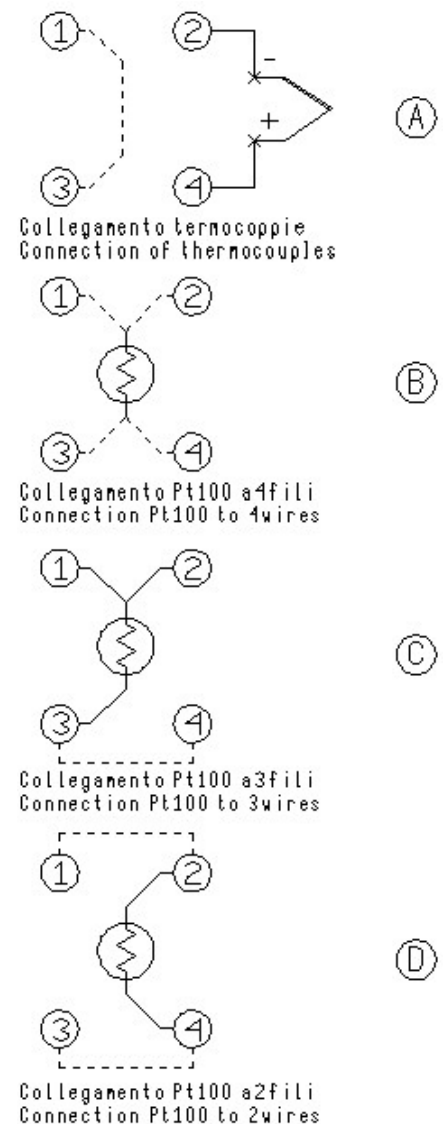 1 2
-
A
+
3 4
Collegamento termocoppie
Connection of thermocouples
1 2
B
3 4
Collegamento Pt100 a4fili
Connection Pt100 to 4wires
1 2
C
3 4
Collegamento Pt100 a3fili
Connection Pt100 to 3wires
1 2
D
3 4
Collegamento Pt100 a2fili
Connection Pt100 to 2wires